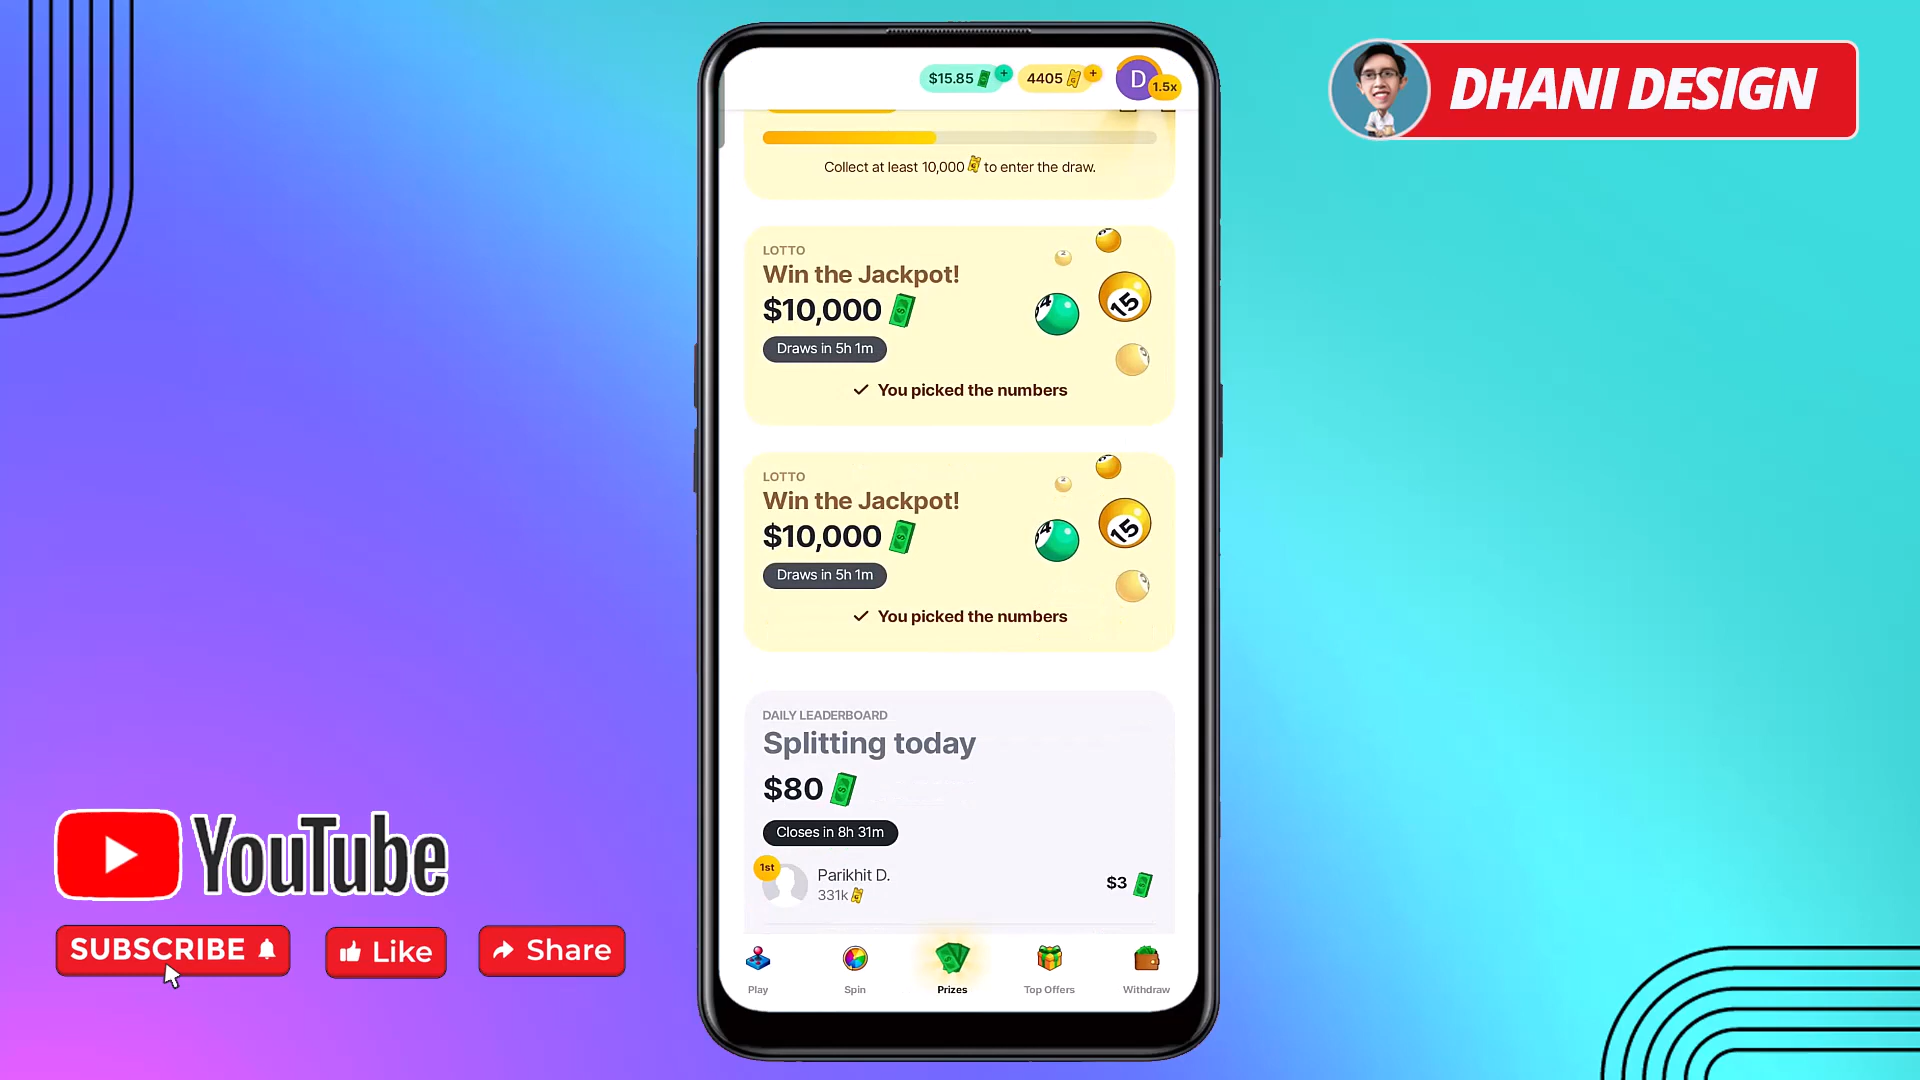 DHANI DESIGN
$15.85
4405
D
1.5x
Collect at least 10,000 to enter the draw.
LOTTO
Win the Jackpot!
$10,000
Draws in 5h 1m
You picked the numbers
15
4
LOTTO
Win the Jackpot!
$10,000
Draws in 5h 1m
You picked the numbers
15
4
DAILY LEADERBOARD
Splitting today
$80
Closes in 8h 31m
1st
Parikhit D.
331k
$3
Play
Spin
Prizes
Top Offers
Withdraw
YouTube
SUBSCRIBE
Like
Share